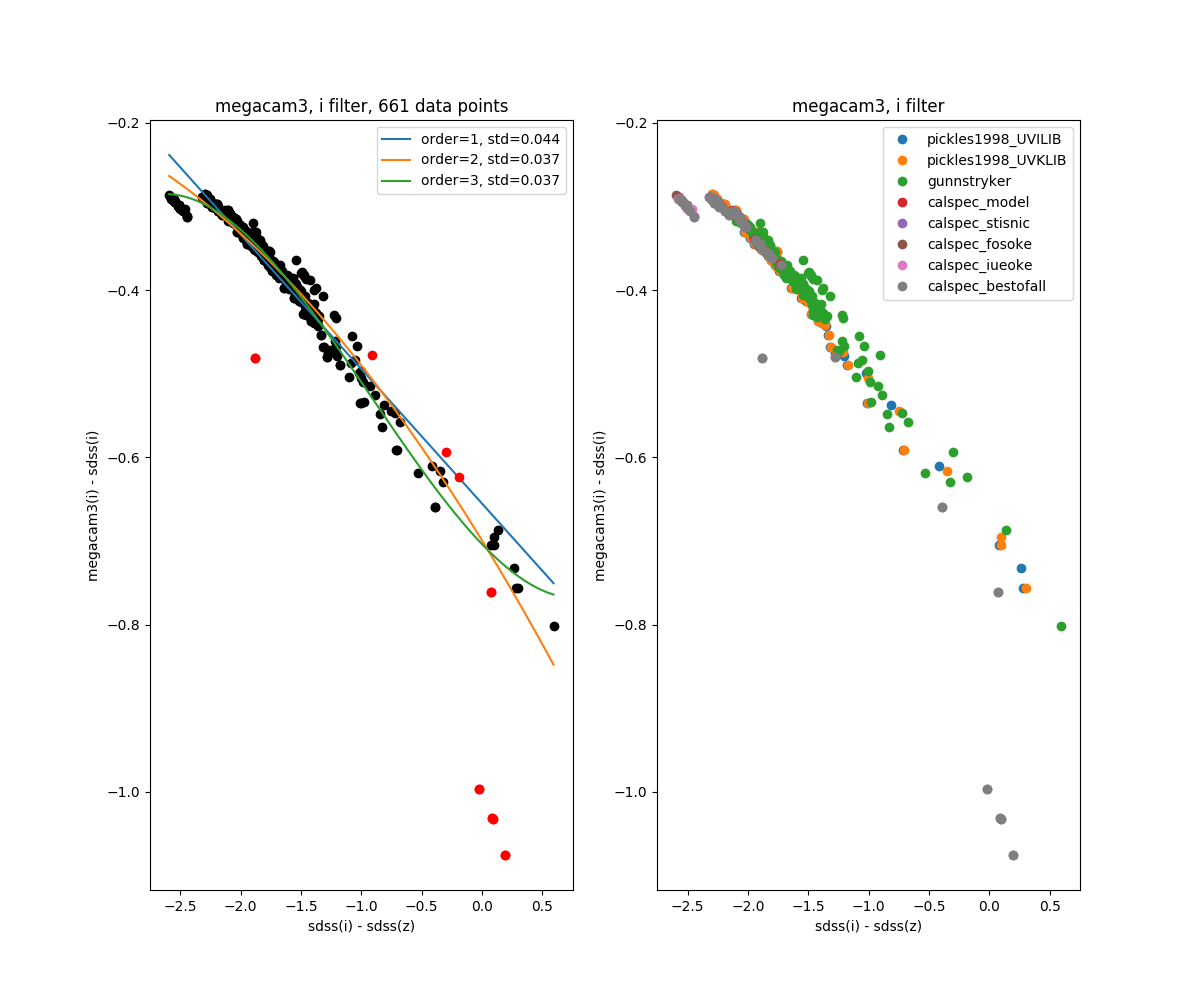 megacam3, i filter, 661 data points
order=1, std=0.044
order=2, std=0.037
order=3, std=0.037
−0.2
−0.4
−0.6
−0.8
−1.0
megacam3(i) - sdss(i)
−2.5 −2.0 −1.5 −1.0 −0.5 0.0 0.5
sdss(i) - sdss(z)
megacam3, i filter
pickles1998_UVILIB
pickles1998_UVKLIB
gunnstryker
calspec_model
calspec_stisnic
calspec_fosoke
calspec_iueoke
calspec_bestofall
−0.2
−0.4
−0.6
−0.8
−1.0
megacam3(i) - sdss(i)
−2.5 −2.0 −1.5 −1.0 −0.5 0.0 0.5
sdss(i) - sdss(z)